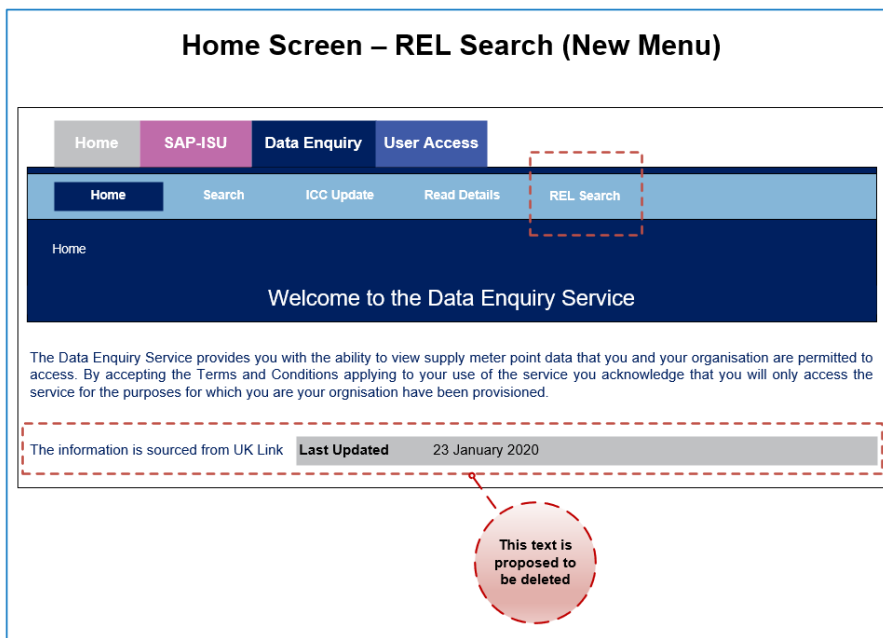 Home Screen – REL Search (New Menu)
Home SAP-ISU Data Enquiry User Access
Home Search ICC Update Read Details REL Search
Home
Welcome to the Data Enquiry Service
The Data Enquiry Service provides you with the ability to view supply meter point data that you and your organisation are permitted to
access. By accepting the Terms and Conditions applying to your use of the service you acknowledge that you will only access the
service for the purposes for which you are your orgnisation have been provisioned.
The information is sourced from UK Link Last Updated 23 January 2020
This text is
proposed to
be deleted